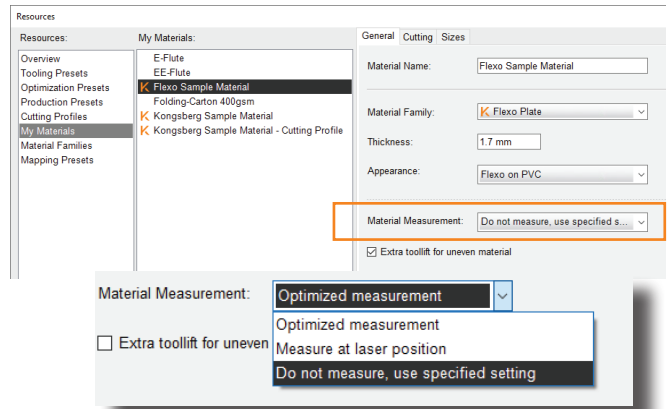 Resources
Resources:
My Materials:
General Cutting Sizes
Overview
Tooling Presets
Optimization Presets
Production Presets
Cutting Profiles
My Materials
Material Families
Mapping Presets
E-Flute
EE-Flute
K Flexo Sample Material
Folding-Carton 400gsm
K Kongsberg Sample Material
K Kongsberg Sample Material - Cutting Profile
Material Name: Flexo Sample Material
Material Family: K Flexo Plate
Thickness: 1.7 mm
Appearance: Flexo on PVC
Material Measurement: Do not measure, use specified s...
Extra toollift for uneven material
Material Measurement: Optimized measurement
Extra toollift for uneven
Optimized measurement
Measure at laser position
Do not measure, use specified setting